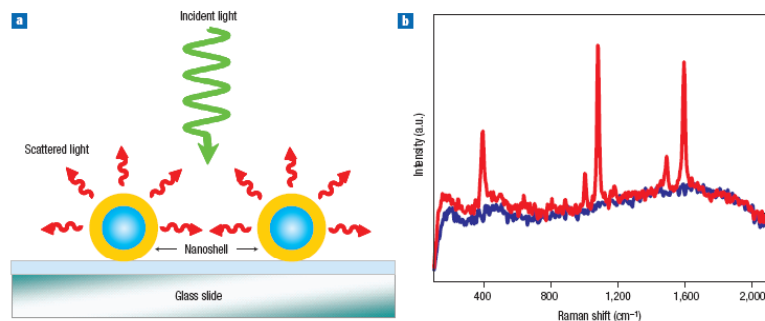 a
Incident light
Scattered light
Nanoshell
Glass slide
b
Intensity (a.u.)
400
800
1,200
1,600
2,000
Raman shift (cm⁻¹)